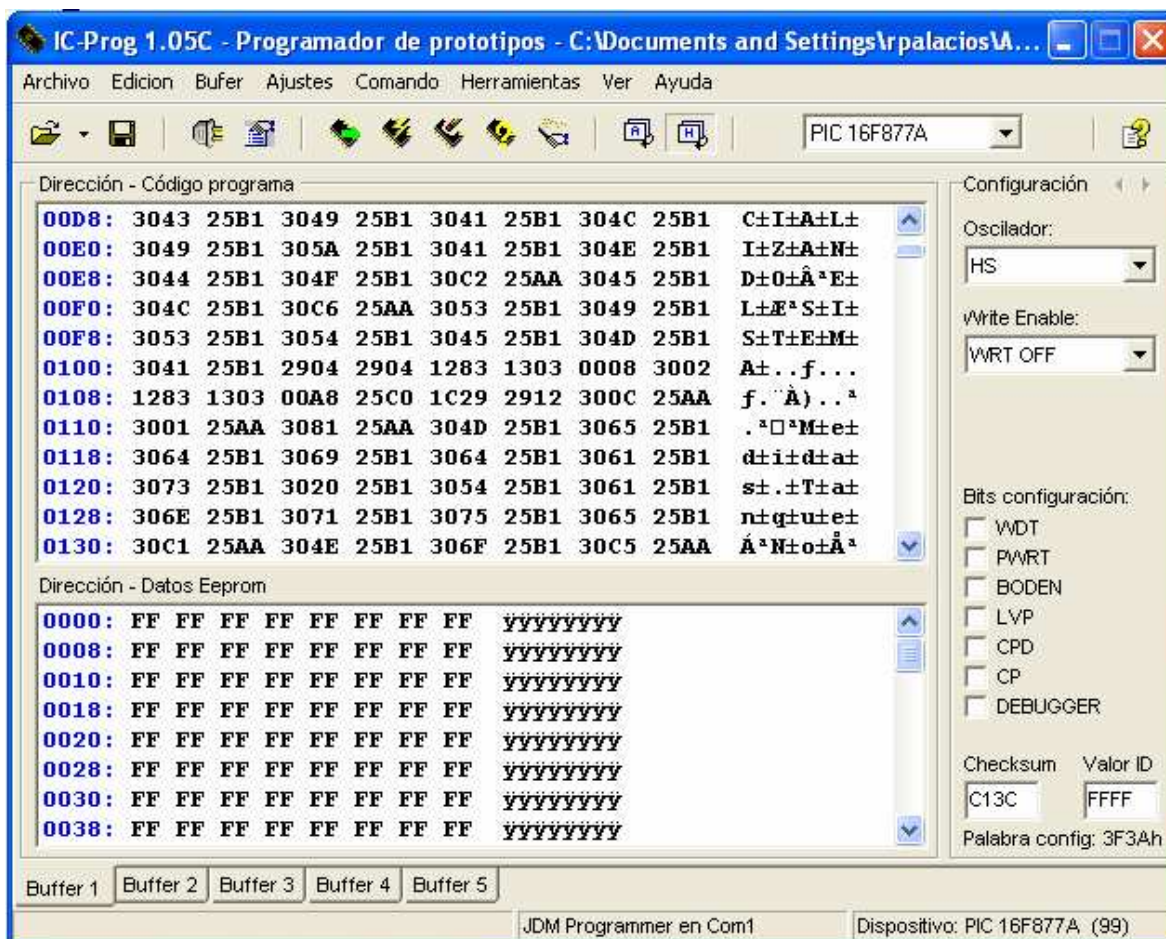 IC-Prog 1.05C - Programador de prototipos - C:\Documents and Settings\rpalacios\A...
Archivo Edicion Bufer Ajustes Comando Herramientas Ver Ayuda
PIC 16F877A
Dirección - Código programa
00D8: 3043 25B1 3049 25B1 3041 25B1 304C 25B1 C±I±A±L±
00E0: 3049 25B1 305A 25B1 3041 25B1 304E 25B1 I±Z±A±N±
00E8: 3044 25B1 304F 25B1 30C2 25AA 3045 25B1 D±O±ªE±
00F0: 304C 25B1 30C6 25AA 3053 25B1 3049 25B1 L±ƪS±I±
00F8: 3053 25B1 3054 25B1 3045 25B1 304D 25B1 S±T±E±M±
0100: 3041 25B1 2904 2904 1283 1303 0008 3002 A±..ƒ...
0108: 1283 1303 00A8 25C0 1C29 2912 300C 25AA ƒ.¨À)..ª
0110: 3001 25AA 3081 25AA 304D 25B1 3065 25B1 .ª□ªM±e±
0118: 3064 25B1 3069 25B1 3064 25B1 3061 25B1 d±i±d±a±
0120: 3073 25B1 3020 25B1 3054 25B1 3061 25B1 s±.±T±a±
0128: 306E 25B1 3071 25B1 3075 25B1 3065 25B1 n±q±u±e±
0130: 30C1 25AA 304E 25B1 306F 25B1 30C5 25AA ÁªN±o±Åª
Dirección - Datos Eeprom
0000: FF FF FF FF FF FF FF FF ÿÿÿÿÿÿÿÿ
0008: FF FF FF FF FF FF FF FF ÿÿÿÿÿÿÿÿ
0010: FF FF FF FF FF FF FF FF ÿÿÿÿÿÿÿÿ
0018: FF FF FF FF FF FF FF FF ÿÿÿÿÿÿÿÿ
0020: FF FF FF FF FF FF FF FF ÿÿÿÿÿÿÿÿ
0028: FF FF FF FF FF FF FF FF ÿÿÿÿÿÿÿÿ
0030: FF FF FF FF FF FF FF FF ÿÿÿÿÿÿÿÿ
0038: FF FF FF FF FF FF FF FF ÿÿÿÿÿÿÿÿ
Configuración
Oscilador:
HS
Write Enable:
WRT OFF
Bits configuración:
WDT
PWRT
BODEN
LVP
CPD
CP
DEBUGGER
Checksum Valor ID
C13C FFFF
Palabra config: 3F3Ah
Buffer 1 Buffer 2 Buffer 3 Buffer 4 Buffer 5
JDM Programmer en Com1 Dispositivo: PIC 16F877A (99)